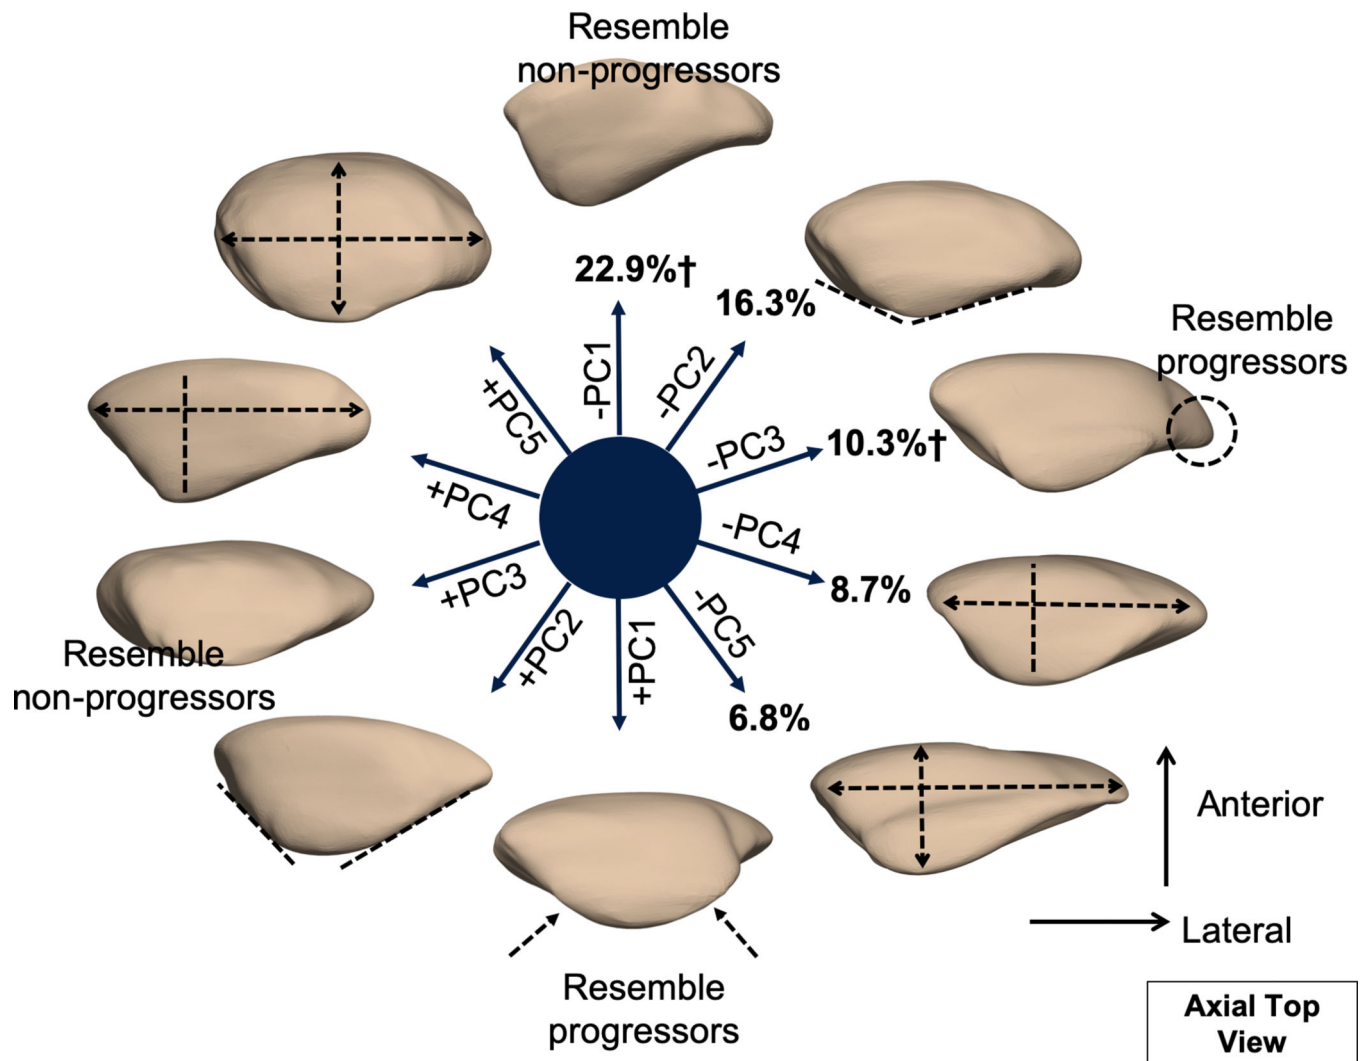 Resemble
non-progressors
22.9%†
16.3%
Resemble
progressors
-PC1
-PC2
+PC5
-PC3
10.3%†
+PC4
-PC4
8.7%
+PC3
-PC5
+PC2
+PC1
Resemble
non-progressors
6.8%
Anterior
Lateral
Resemble
progressors
Axial Top
View